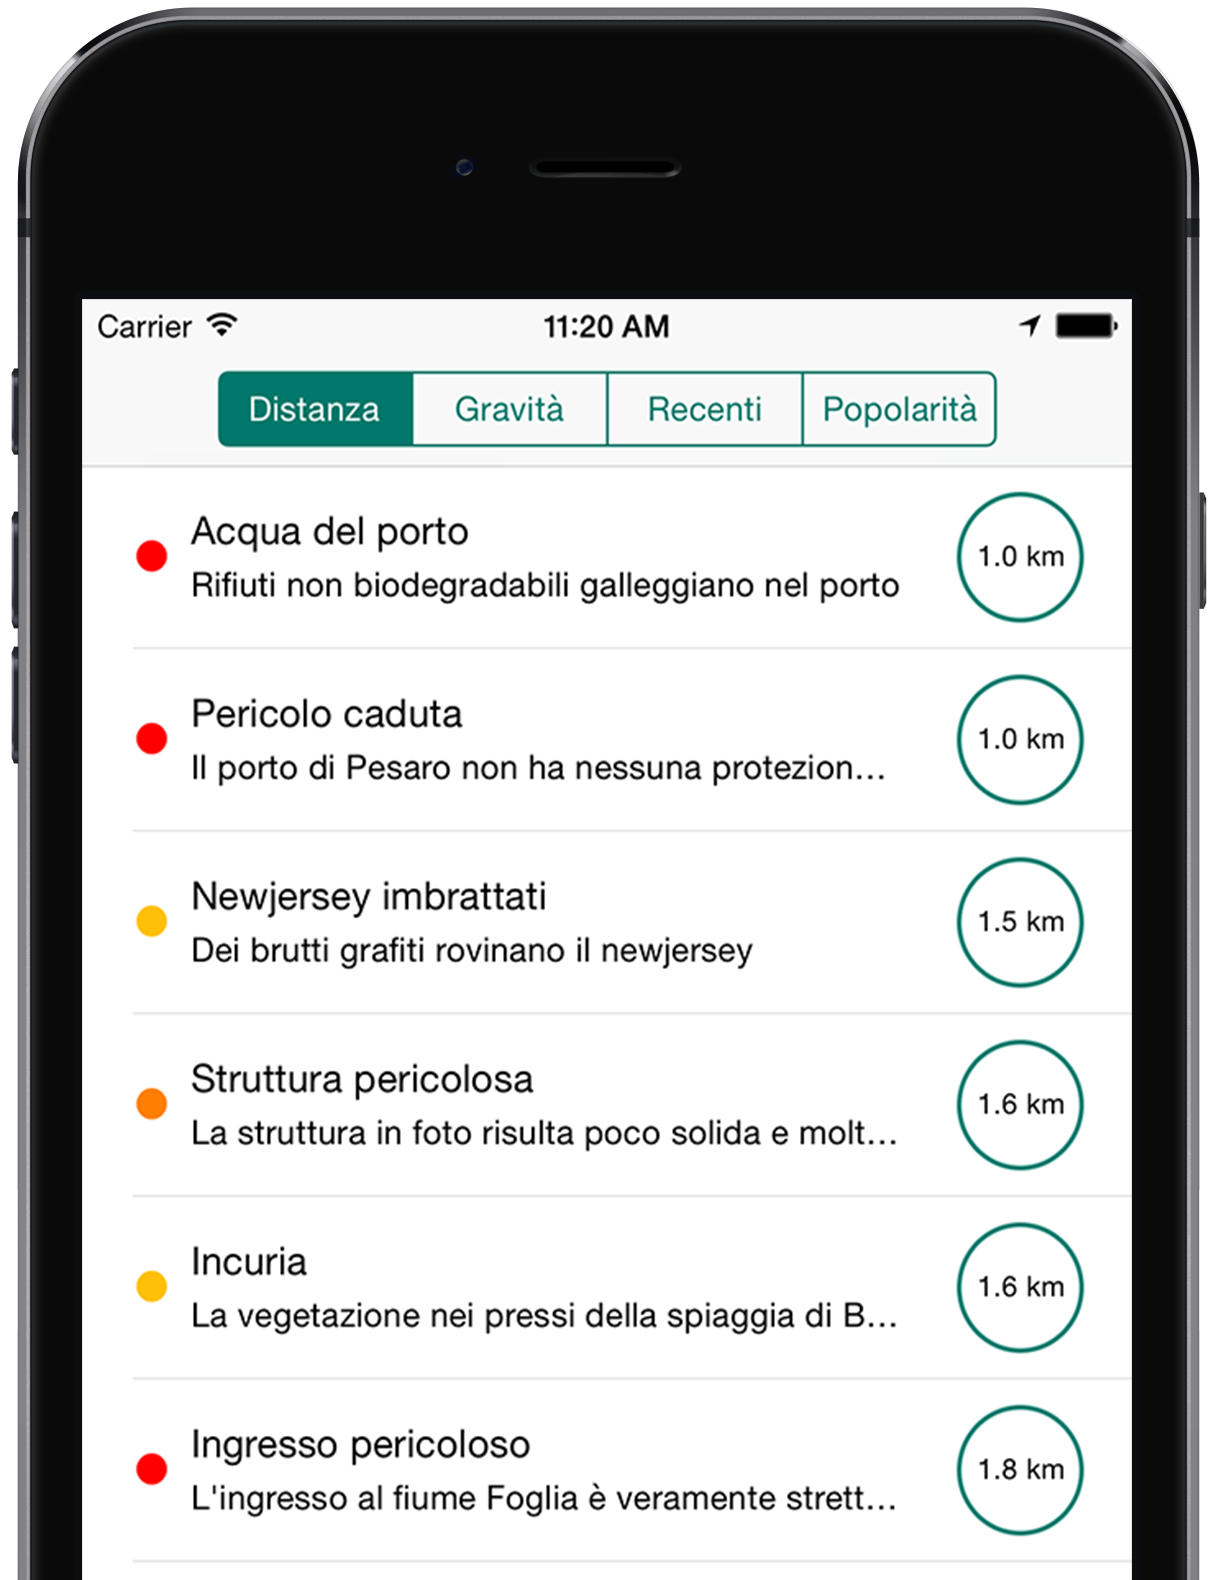 Carrier 11:20 AM
Distanza Gravità Recenti Popolarità
Acqua del porto
Rifiuti non biodegradabili galleggiano nel porto
1.0 km
Pericolo caduta
Il porto di Pesaro non ha nessuna protezion...
1.0 km
Newjersey imbrattati
Dei brutti grafiti rovinano il newjersey
1.5 km
Struttura pericolosa
La struttura in foto risulta poco solida e molt...
1.6 km
Incuria
La vegetazione nei pressi della spiaggia di B...
1.6 km
Ingresso pericoloso
L'ingresso al fiume Foglia è veramente strett...
1.8 km